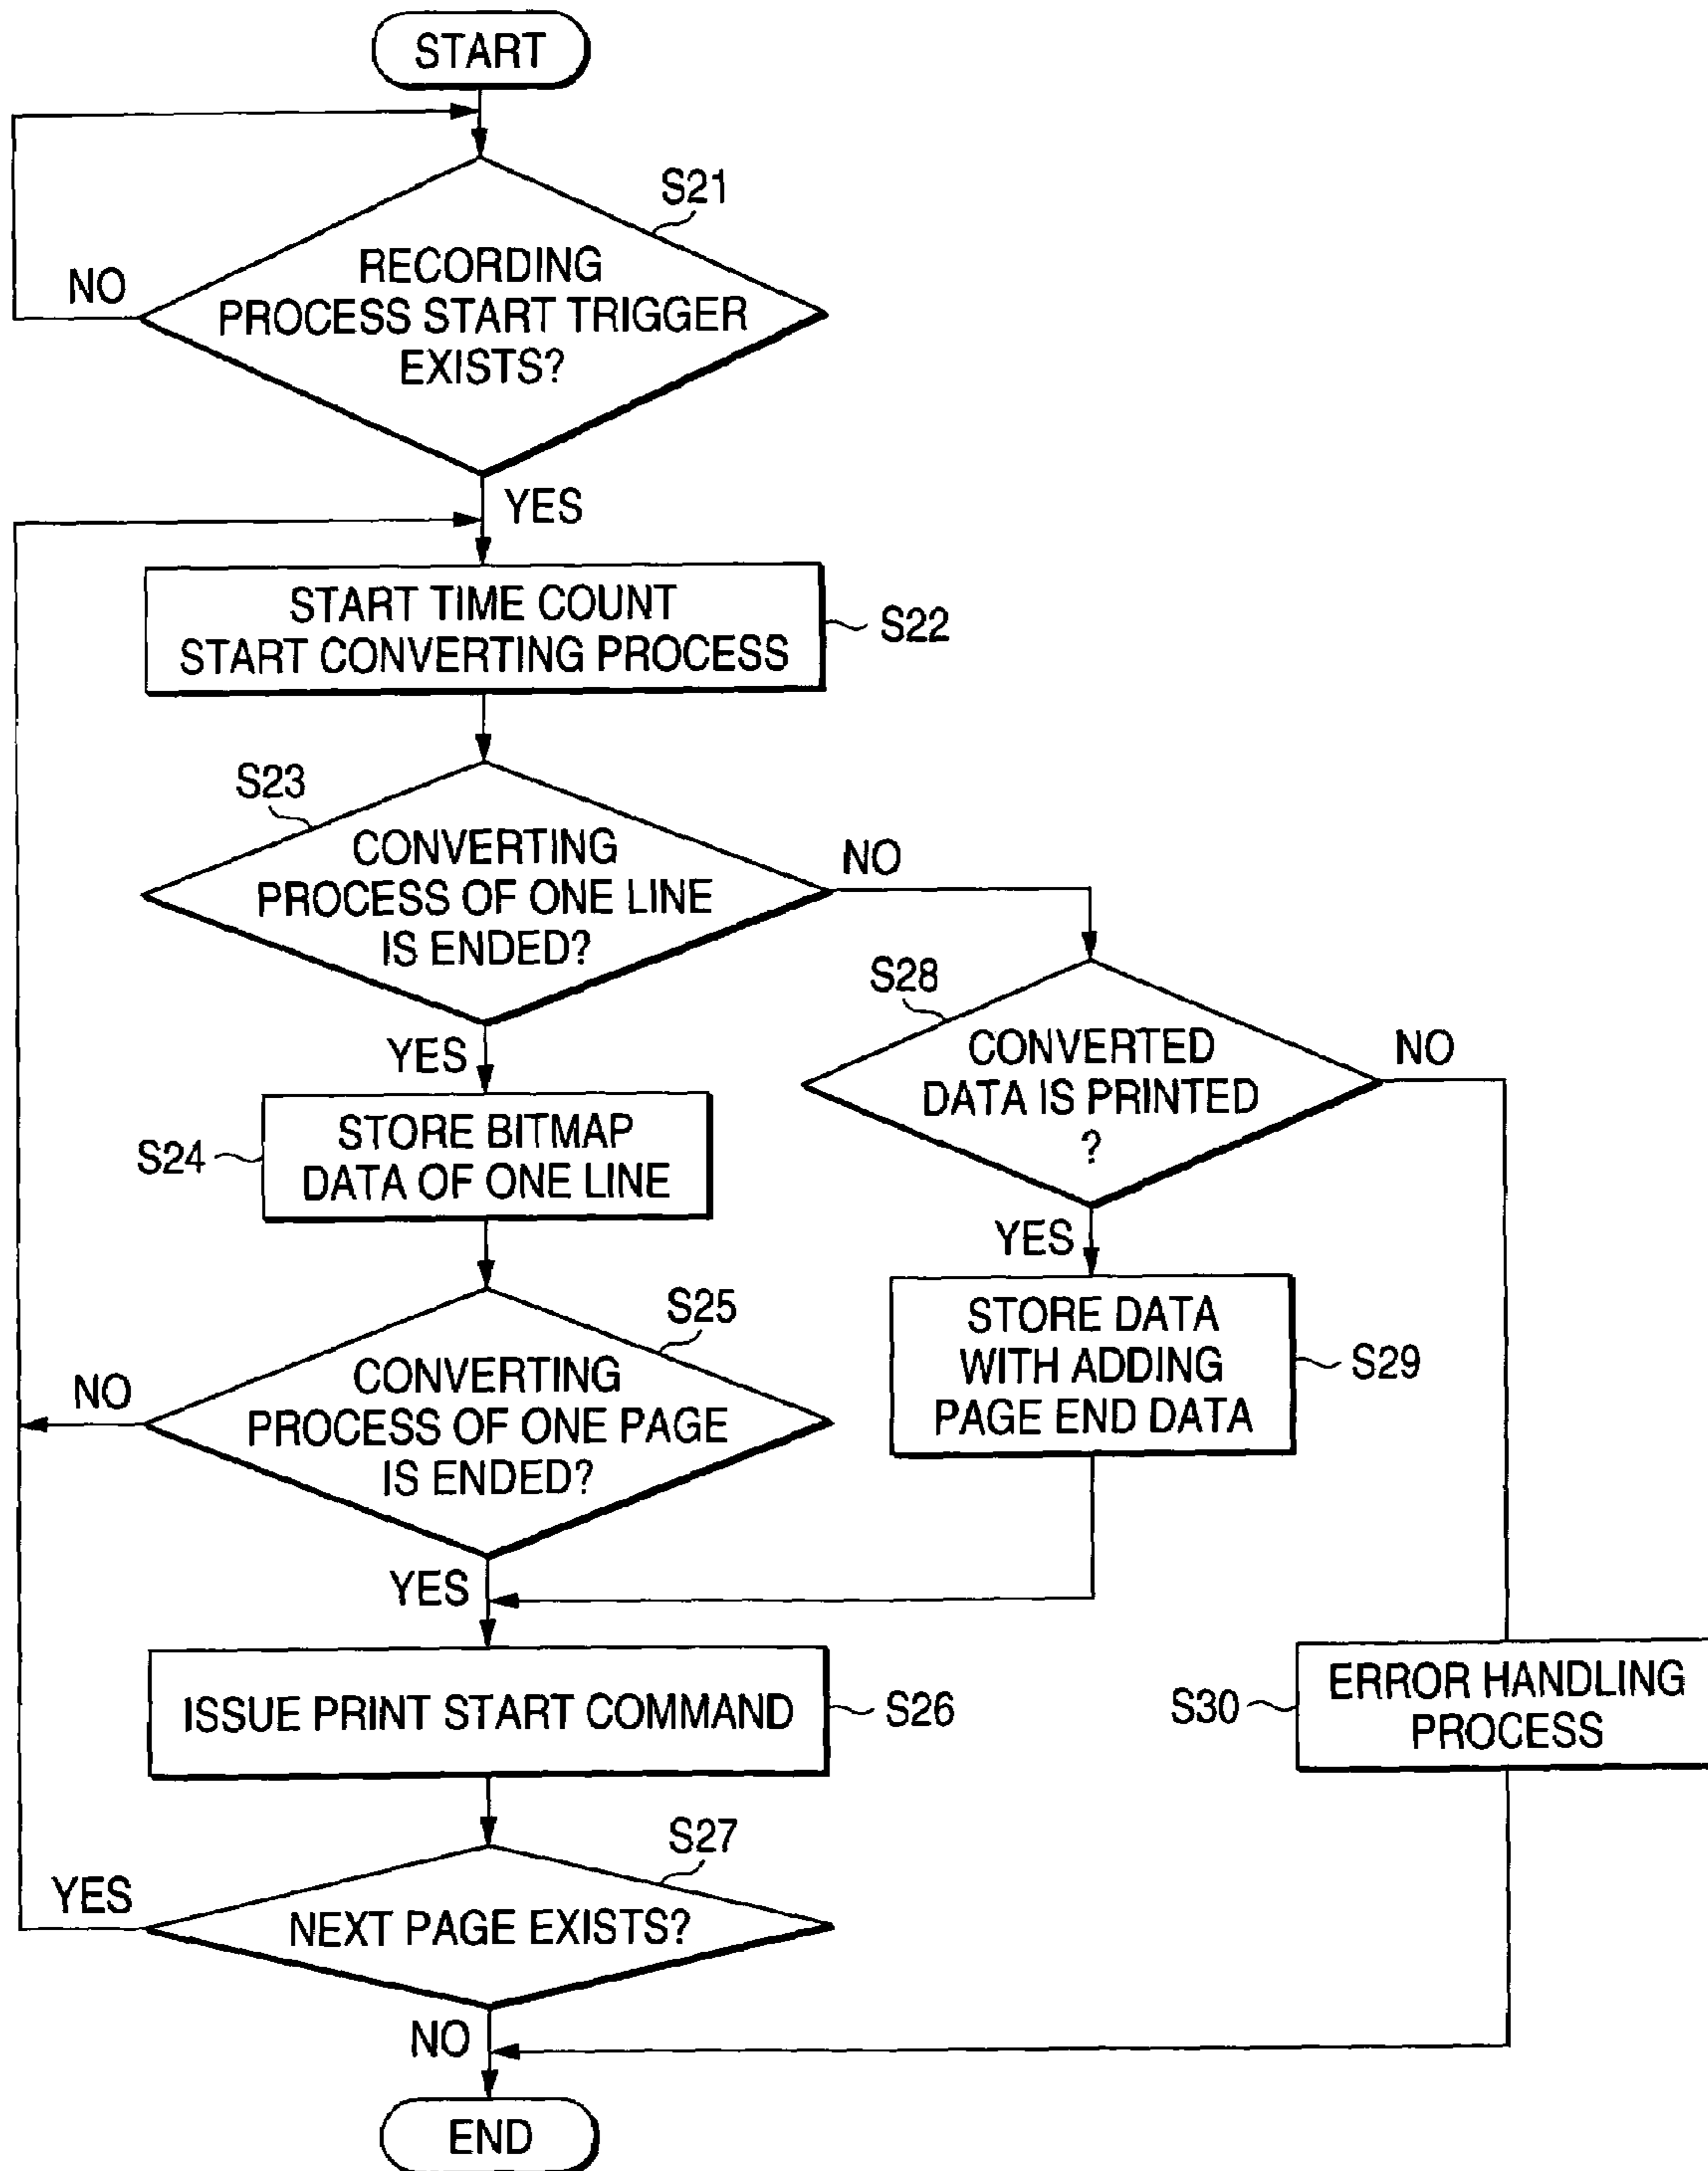 START
S21
RECORDING
PROCESS START TRIGGER
EXISTS?
NO
YES
START TIME COUNT
START CONVERTING PROCESS
S22
S23
CONVERTING
PROCESS OF ONE LINE
IS ENDED?
NO
YES
S28
CONVERTED
DATA IS PRINTED
?
NO
YES
S24
STORE BITMAP
DATA OF ONE LINE
S25
CONVERTING
PROCESS OF ONE PAGE
IS ENDED?
NO
YES
STORE DATA
WITH ADDING
PAGE END DATA
S29
ISSUE PRINT START COMMAND
S26
S30
ERROR HANDLING
PROCESS
S27
NEXT PAGE EXISTS?
YES
NO
END